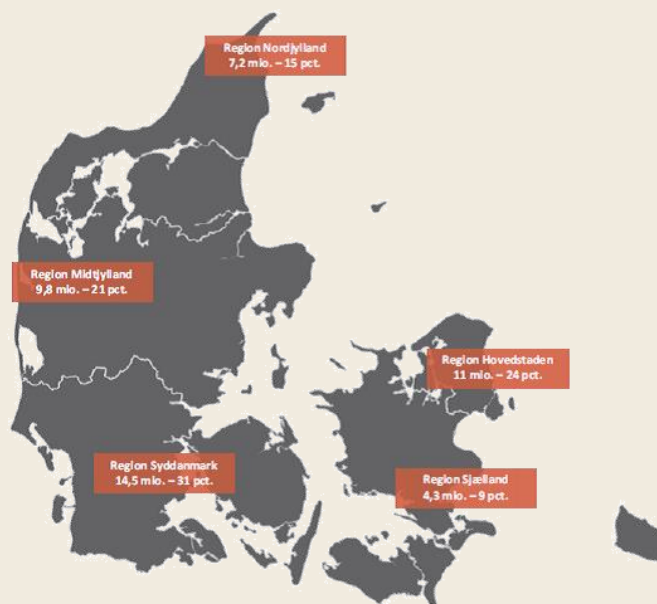 Region Nordjylland
7,2 mio. – 15 pct.
Region Midtjylland
9,8 mio. – 21 pct.
Region Hovedstaden
11 mio. – 24 pct.
Region Syddanmark
14,5 mio. – 31 pct.
Region Sjælland
4,3 mio. – 9 pct.